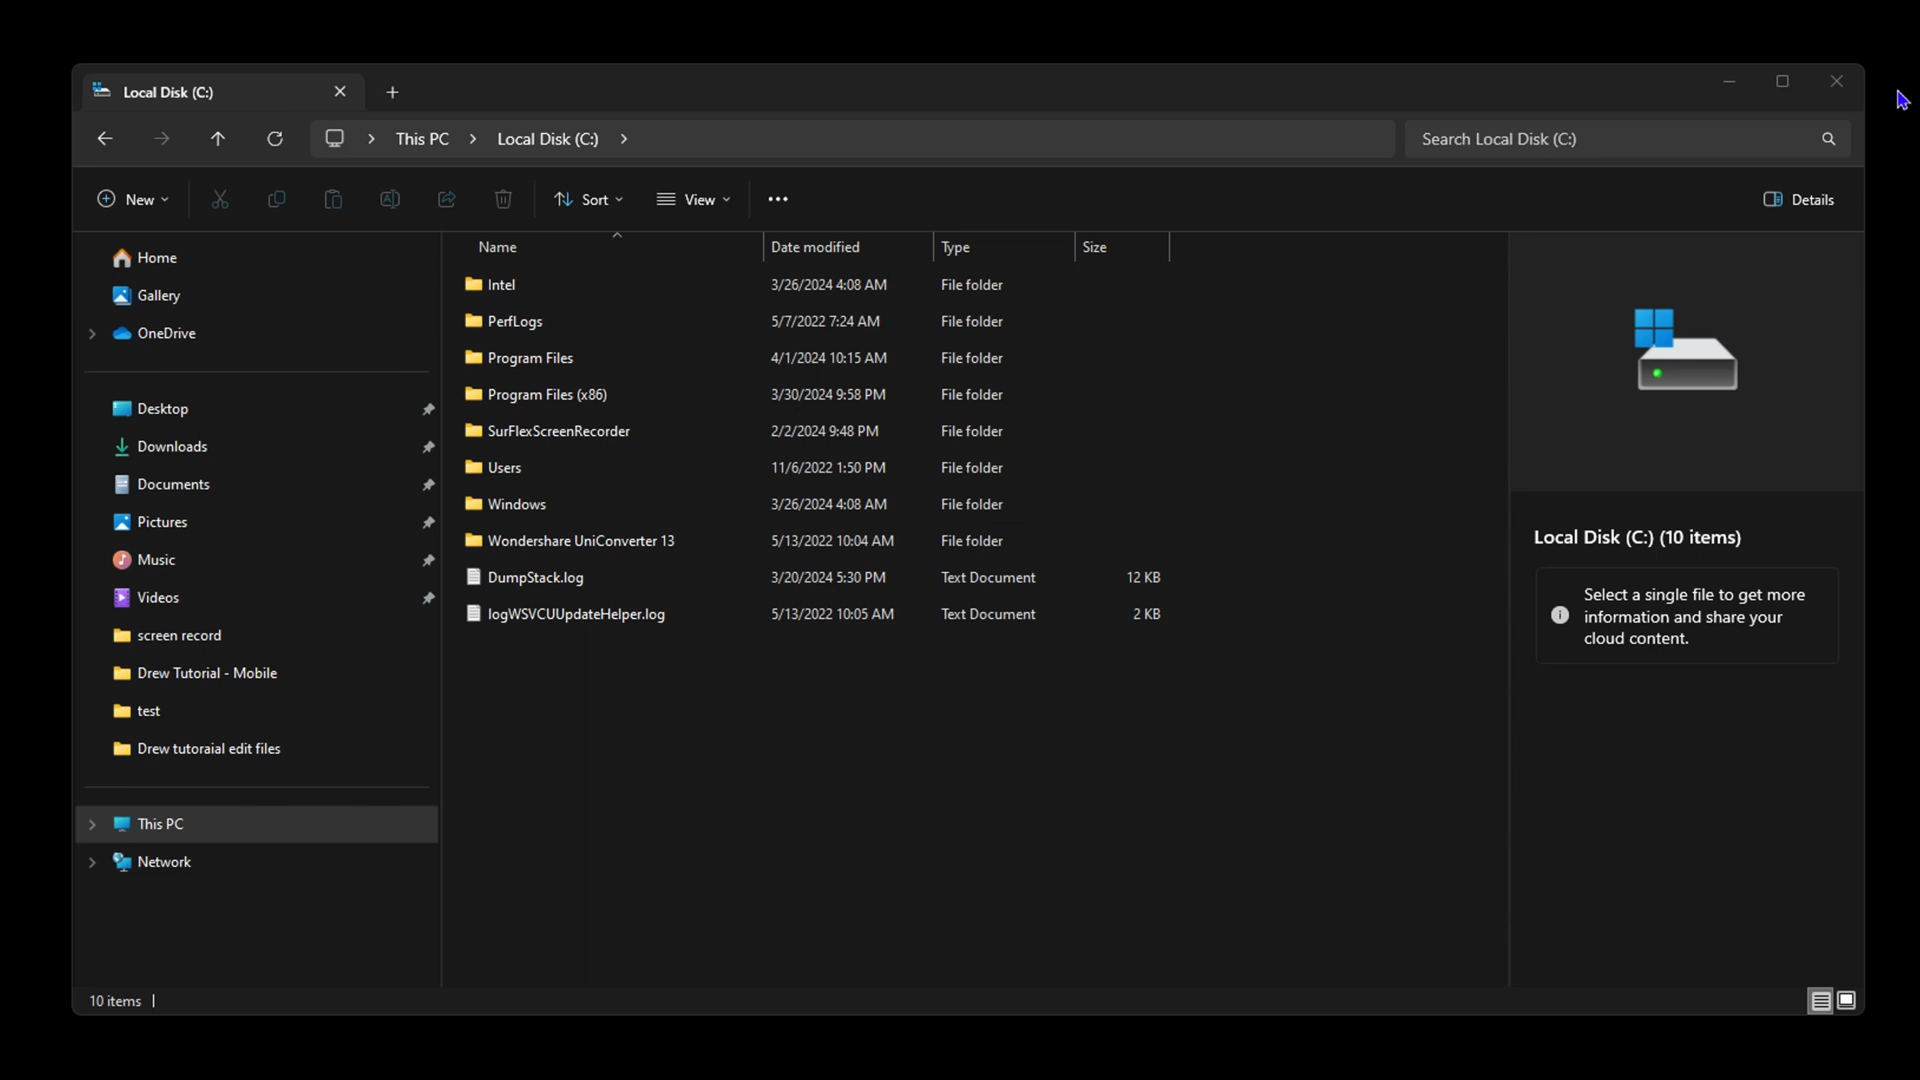 Local Disk (C:)
This PC > Local Disk (C:) >
Search Local Disk (C:)
New
Sort
View
Details
Home
Gallery
OneDrive
Desktop
Downloads
Documents
Pictures
Music
Videos
screen record
Drew Tutorial - Mobile
test
Drew tutoraial edit files
This PC
Network
Name Date modified Type Size
Intel 3/26/2024 4:08 AM File folder
PerfLogs 5/7/2022 7:24 AM File folder
Program Files 4/1/2024 10:15 AM File folder
Program Files (x86) 3/30/2024 9:58 PM File folder
SurFlexScreenRecorder 2/2/2024 9:48 PM File folder
Users 11/6/2022 1:50 PM File folder
Windows 3/26/2024 4:08 AM File folder
Wondershare UniConverter 13 5/13/2022 10:04 AM File folder
DumpStack.log 3/20/2024 5:30 PM Text Document 12 KB
logWSVCUUpdateHelper.log 5/13/2022 10:05 AM Text Document 2 KB
Local Disk (C:) (10 items)
Select a single file to get more
information and share your
cloud content.
10 items